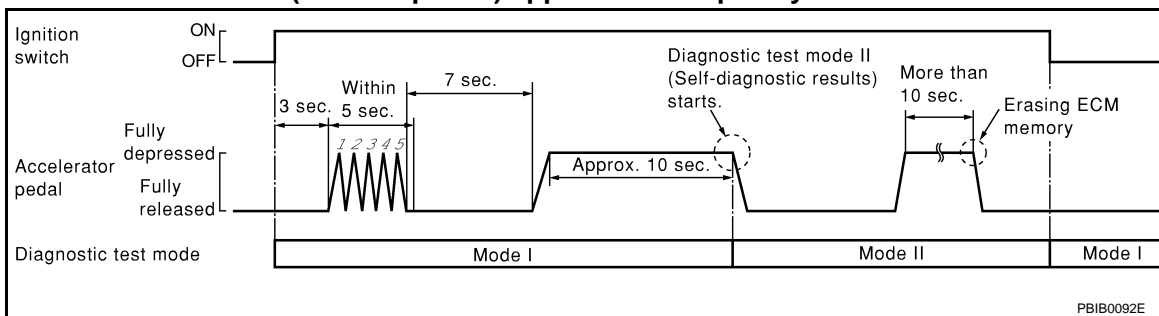 Ignition
switch
ON
OFF
3 sec.
Within
5 sec.
7 sec.
Diagnostic test mode II
(Self-diagnostic results)
starts.
More than
10 sec.
Erasing ECM
memory
Accelerator
pedal
Fully
depressed
Fully
released
1 2 3 4 5
Approx. 10 sec.
Diagnostic test mode
Mode I
Mode II
Mode I
PBIB0092E